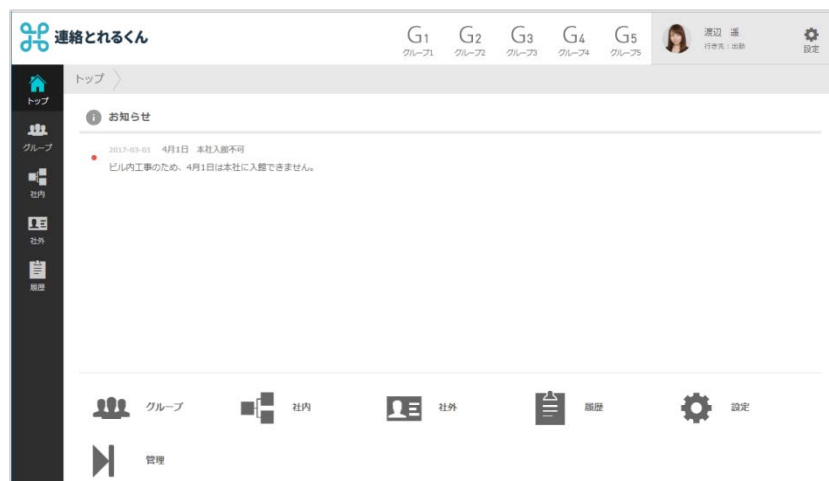 連絡とれるくん
G1 G2 G3 G4 G5
グループ1 グループ2 グループ3 グループ4 グループ5
渡辺 遥
行き先：出勤
設定
トップ
トップ
グループ
社内
社外
履歴
お知らせ
2017-03-01 4月1日 本社入館不可
ビル内工事のため、4月1日は本社に入館できません。
グループ 社内 社外 履歴 設定
管理